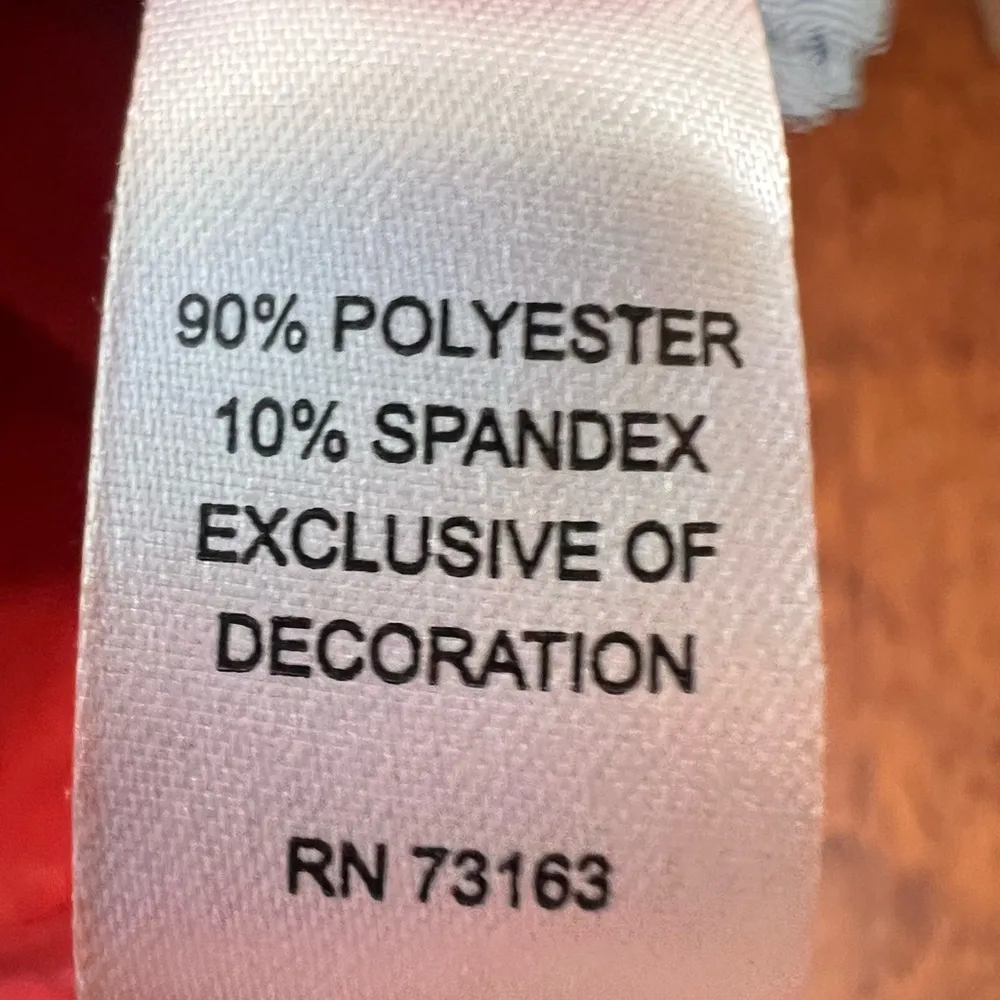 90% POLYESTER
10% SPANDEX
EXCLUSIVE OF
DECORATION
RN 73163